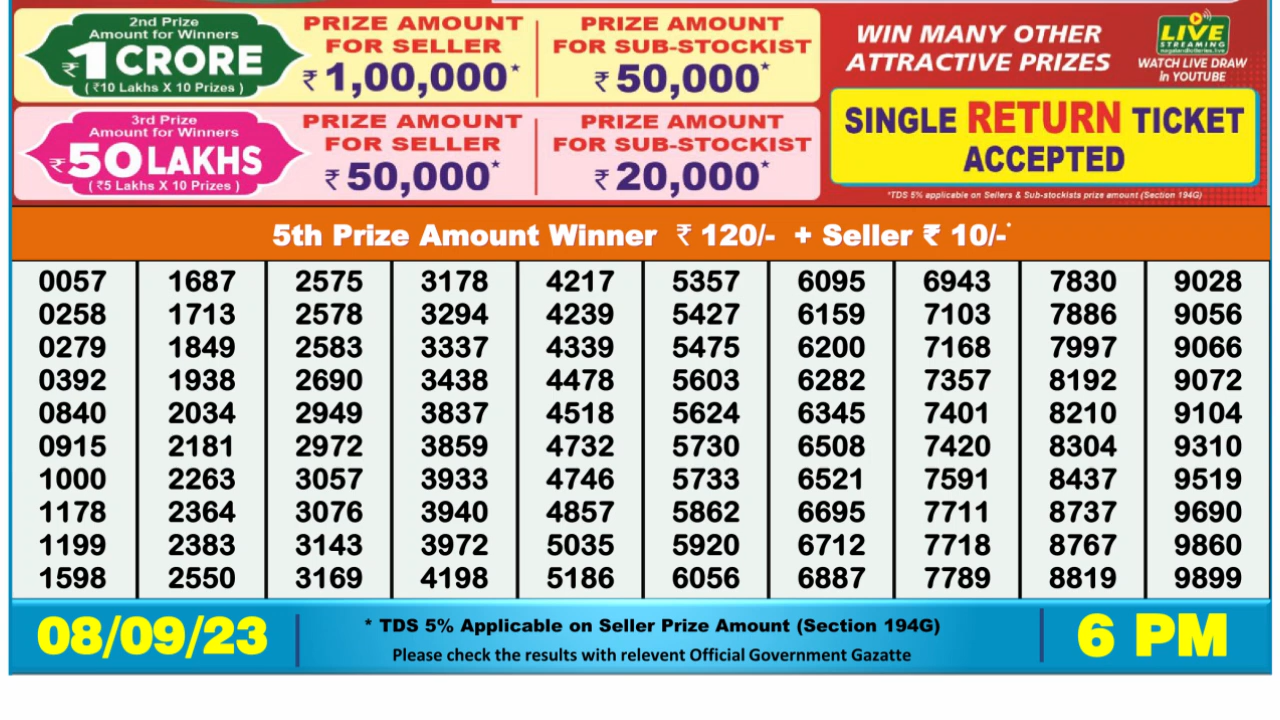 2nd Prize
Amount for Winners
₹1 CRORE
(₹10 Lakhs X 10 Prizes)
PRIZE AMOUNT
FOR SELLER
₹1,00,000*
PRIZE AMOUNT
FOR SUB-STOCKIST
₹50,000*
3rd Prize
Amount for Winners
₹50 LAKHS
(₹5 Lakhs X 10 Prizes)
PRIZE AMOUNT
FOR SELLER
₹50,000*
PRIZE AMOUNT
FOR SUB-STOCKIST
₹20,000*
WIN MANY OTHER
ATTRACTIVE PRIZES
LIVE
STREAMING
WATCH LIVE DRAW
in YOUTUBE
SINGLE RETURN TICKET
ACCEPTED
*TDS 5% applicable on Sellers & Sub-stockists prize amount (Section 194G)
5th Prize Amount Winner ₹ 120/- + Seller ₹ 10/-*
0057 1687 2575 3178 4217 5357 6095 6943 7830 9028
0258 1713 2578 3294 4239 5427 6159 7103 7886 9056
0279 1849 2583 3337 4339 5475 6200 7168 7997 9066
0392 1938 2690 3438 4478 5603 6282 7357 8192 9072
0840 2034 2949 3837 4518 5624 6345 7401 8210 9104
0915 2181 2972 3859 4732 5730 6508 7420 8304 9310
1000 2263 3057 3933 4746 5733 6521 7591 8437 9519
1178 2364 3076 3940 4857 5862 6695 7711 8737 9690
1199 2383 3143 3972 5035 5920 6712 7718 8767 9860
1598 2550 3169 4198 5186 6056 6887 7789 8819 9899
08/09/23
* TDS 5% Applicable on Seller Prize Amount (Section 194G)
Please check the results with relevent Official Government Gazatte
6 PM